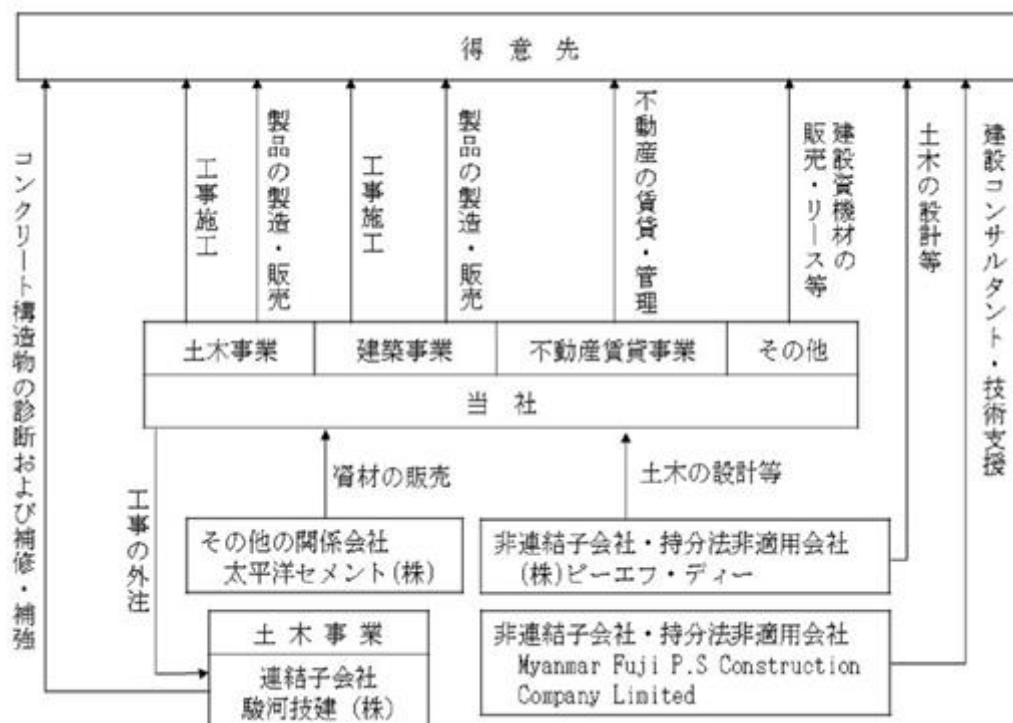 得意先
コンクリート構造物の診断および補修・補強
工事施工
製品の製造・販売
工事施工
製品の製造・販売
不動産の賃貸・管理
建設資機材の
販売・リース等
土木の設計等
建設コンサルタント・技術支援
土木事業
建築事業
不動産賃貸事業
その他
当社
工事の外注
資材の販売
土木の設計等
その他の関係会社
太平洋セメント(株)
非連結子会社・持分法非適用会社
(株)ピーエフ・ディー
土木事業
連結子会社
駿河技建(株)
非連結子会社・持分法非適用会社
Myanmar Fuji P.S Construction
Company Limited